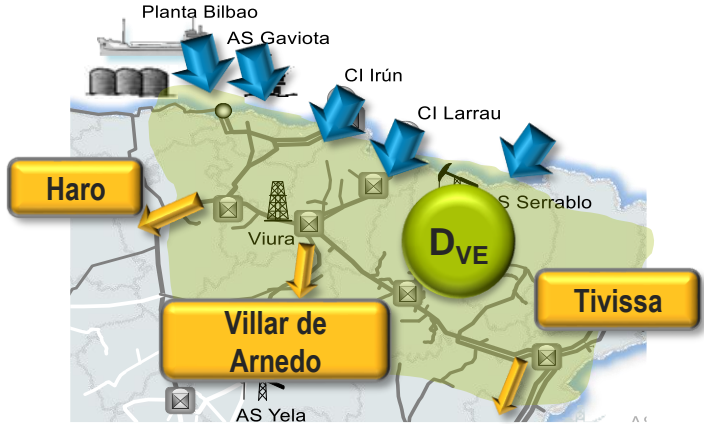 Planta Bilbao
AS Gaviota
CI Irún
CI Larrau
S Serrablo
Haro
Viura
DVE
Tivissa
Villar de
Arnedo
AS Yela